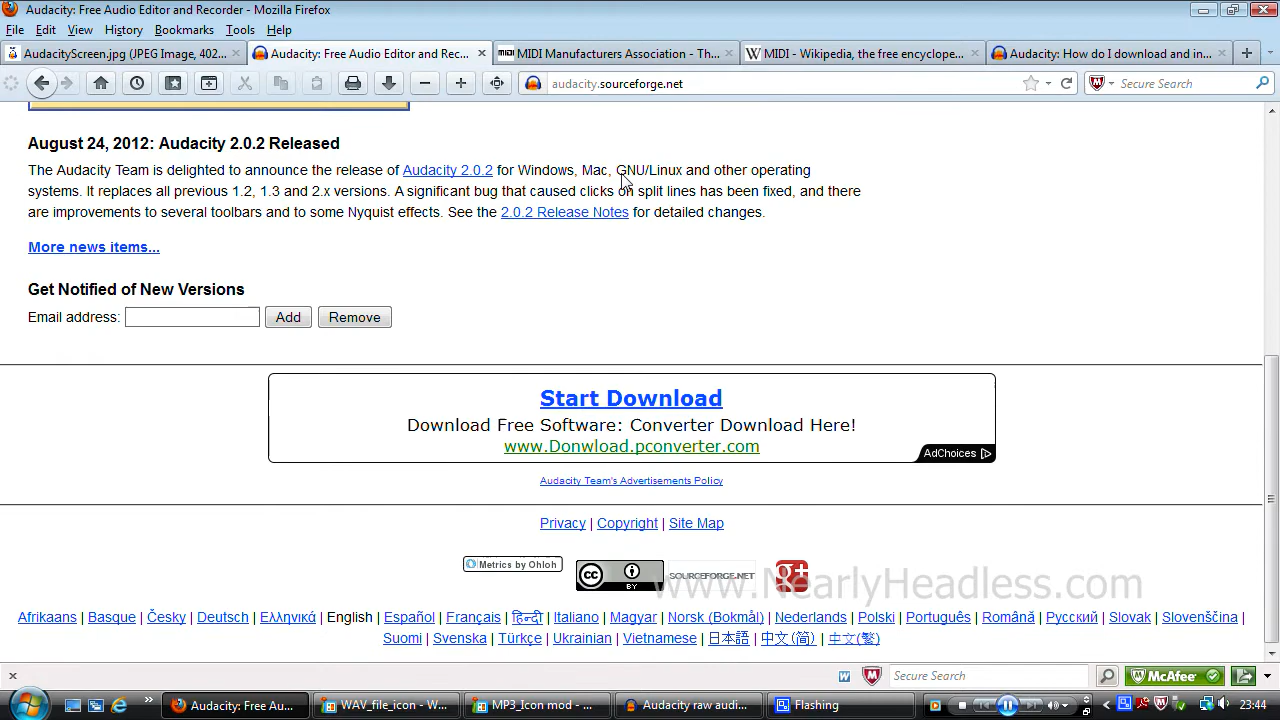 Audacity: Free Audio Editor and Recorder - Mozilla Firefox
File Edit View History Bookmarks Tools Help
AudacityScreen.jpg (JPEG Image, 402... Audacity: Free Audio Editor and Rec... MIDI Manufacturers Association - Th... MIDI - Wikipedia, the free encyclope... Audacity: How do I download and in...
audacity.sourceforge.net Secure Search
August 24, 2012: Audacity 2.0.2 Released
The Audacity Team is delighted to announce the release of Audacity 2.0.2 for Windows, Mac, GNU/Linux and other operating
systems. It replaces all previous 1.2, 1.3 and 2.x versions. A significant bug that caused clicks on split lines has been fixed, and there
are improvements to several toolbars and to some Nyquist effects. See the 2.0.2 Release Notes for detailed changes.
More news items...
Get Notified of New Versions
Email address: Add Remove
Start Download
Download Free Software: Converter Download Here!
www.Donwload.pconverter.com
AdChoices
Audacity Team's Advertisements Policy
Privacy | Copyright | Site Map
Metrics by Ohloh cc BY SOURCEFORGE.NET g+
www.NearlyHeadless.com
Afrikaans | Basque | Česky | Deutsch | Ελληνικά | English | Español | Français | हिन्दी | Italiano | Magyar | Norsk (Bokmål) | Nederlands | Polski | Português | Română | Русский | Slovak | Slovenščina |
Suomi | Svenska | Türkçe | Ukrainian | Vietnamese | 日本語 | 中文(简) | 中文(繁)
W Secure Search McAfee
Audacity: Free Au... WAV_file_icon - W... MP3_Icon mod - ... Audacity raw audi... Flashing 23:44